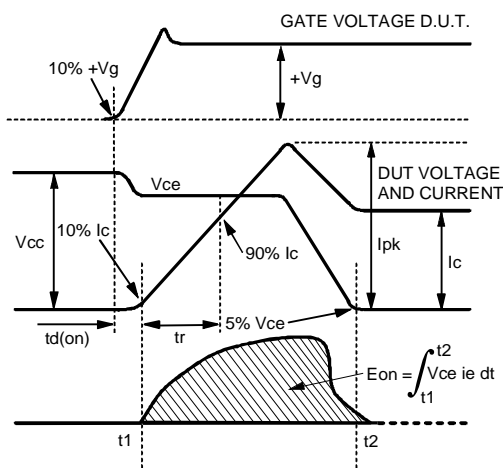 GATE VOLTAGE D.U.T.
10% +Vg
+Vg
Vce
DUT VOLTAGE
AND CURRENT
10% Ic
Vcc
90% Ic
Ipk
Ic
td(on)
tr
5% Vce
t2
Eon = ∫ Vce ie dt
t1
t1
t2